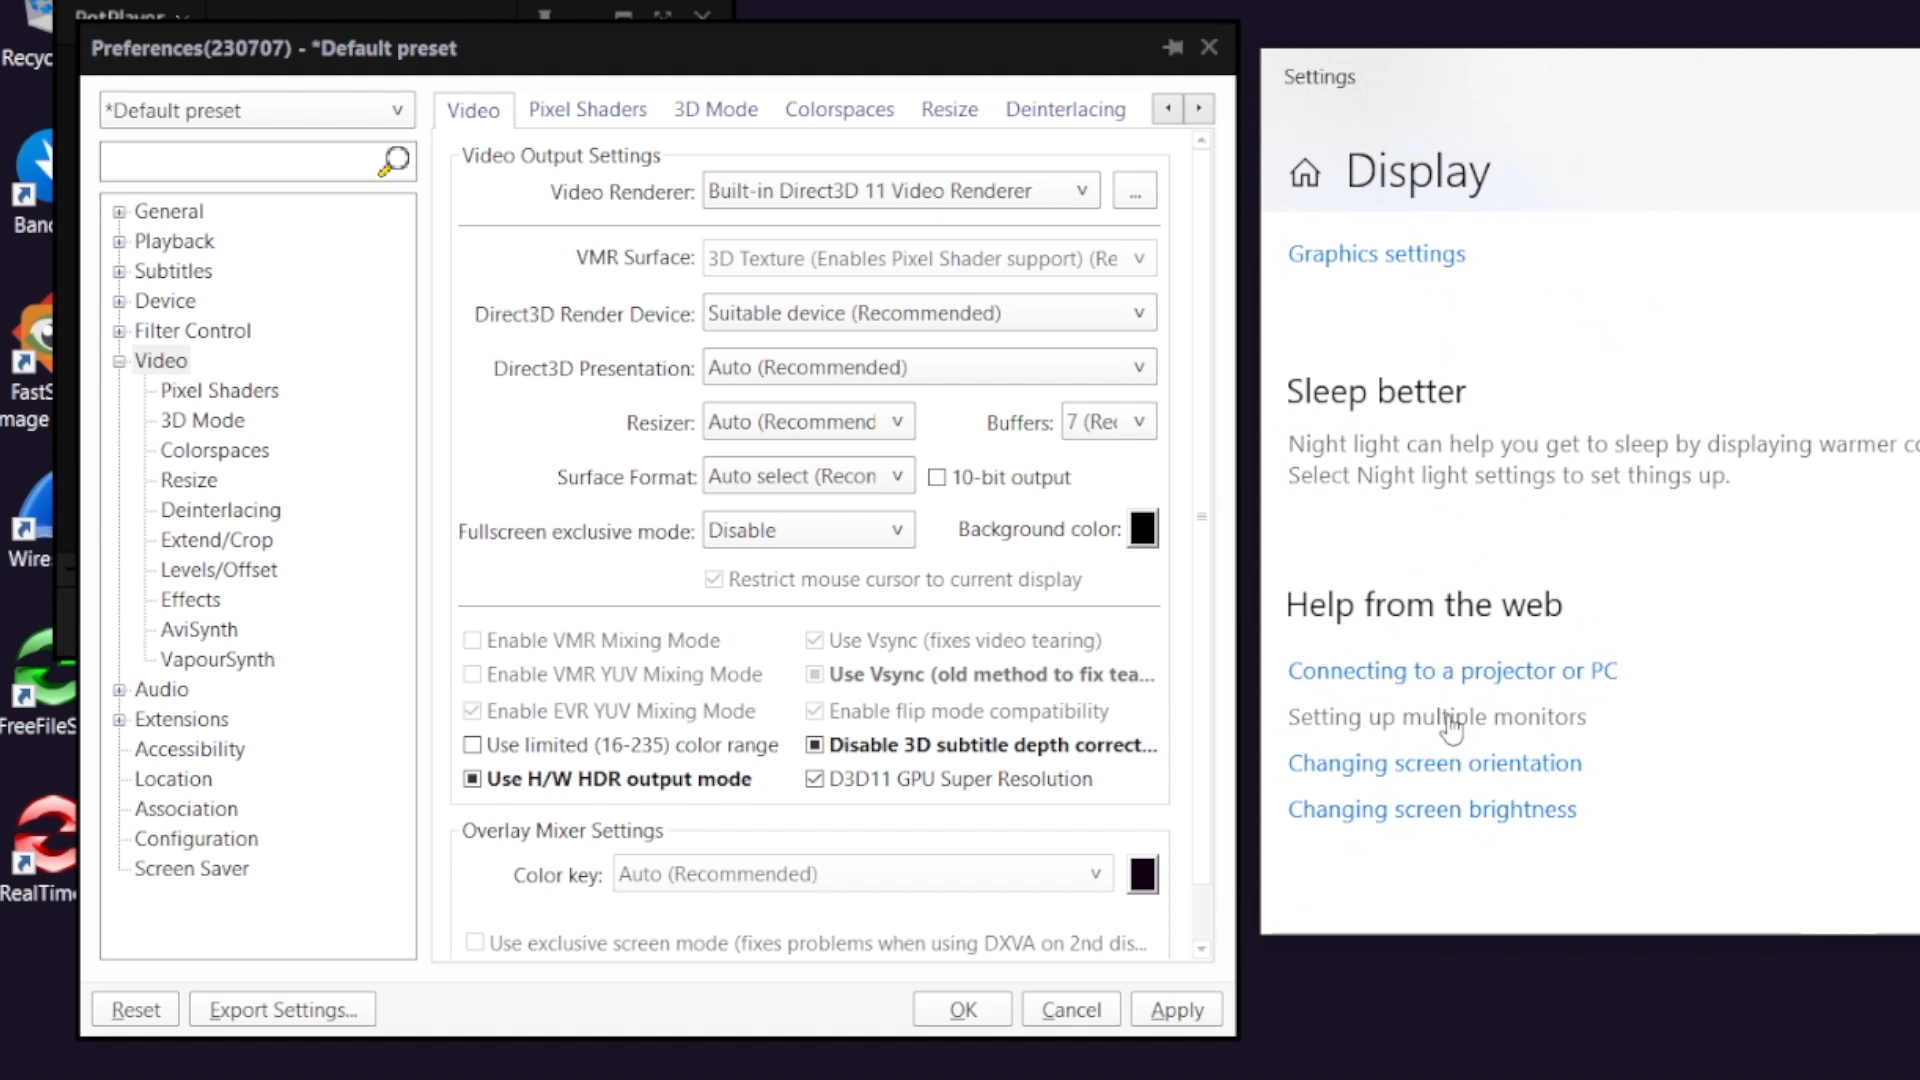 PotPlayer
Recyc
Banc
FastS
mage
Wire
FreeFileS
RealTim
Preferences(230707) - *Default preset
*Default preset
General
Playback
Subtitles
Device
Filter Control
Video
Pixel Shaders
3D Mode
Colorspaces
Resize
Deinterlacing
Extend/Crop
Levels/Offset
Effects
AviSynth
VapourSynth
Audio
Extensions
Accessibility
Location
Association
Configuration
Screen Saver
Video Pixel Shaders 3D Mode Colorspaces Resize Deinterlacing
Video Output Settings
Video Renderer: Built-in Direct3D 11 Video Renderer ...
VMR Surface: 3D Texture (Enables Pixel Shader support) (Re
Direct3D Render Device: Suitable device (Recommended)
Direct3D Presentation: Auto (Recommended)
Resizer: Auto (Recommend Buffers: 7 (Rec
Surface Format: Auto select (Recon 10-bit output
Fullscreen exclusive mode: Disable Background color:
Restrict mouse cursor to current display
Enable VMR Mixing Mode Use Vsync (fixes video tearing)
Enable VMR YUV Mixing Mode Use Vsync (old method to fix tea...
Enable EVR YUV Mixing Mode Enable flip mode compatibility
Use limited (16-235) color range Disable 3D subtitle depth correct...
Use H/W HDR output mode D3D11 GPU Super Resolution
Overlay Mixer Settings
Color key: Auto (Recommended)
Use exclusive screen mode (fixes problems when using DXVA on 2nd dis...
Reset Export Settings... OK Cancel Apply
Settings
Display
Graphics settings
Sleep better
Night light can help you get to sleep by displaying warmer co
Select Night light settings to set things up.
Help from the web
Connecting to a projector or PC
Setting up multiple monitors
Changing screen orientation
Changing screen brightness